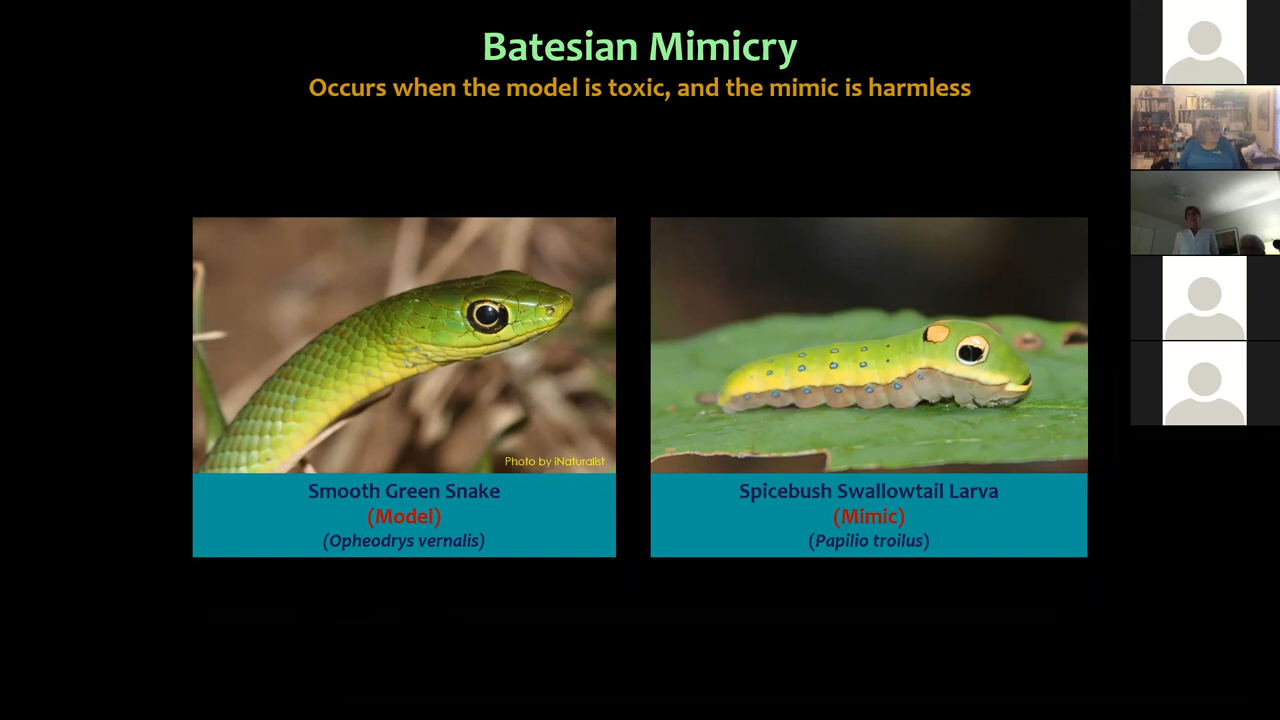 Batesian Mimicry
Occurs when the model is toxic, and the mimic is harmless
Photo by iNaturalist
Smooth Green Snake
(Model)
(Opheodrys vernalis)
Spicebush Swallowtail Larva
(Mimic)
(Papilio troilus)